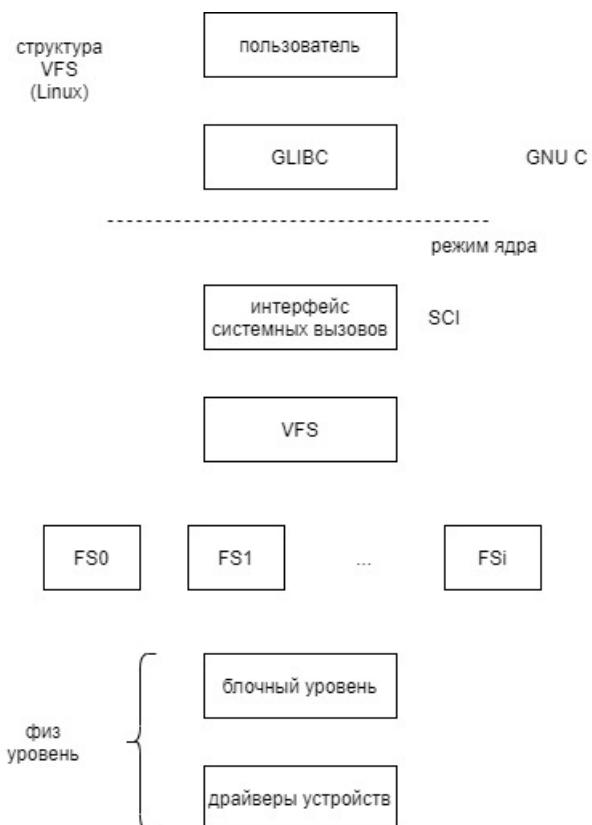 структура
VFS
(Linux)
пользователь
GLIBC
GNU C
режим ядра
интерфейс
системных вызовов
SCI
VFS
FS0
FS1
...
FSi
физ
уровень
блочный уровень
драйверы устройств